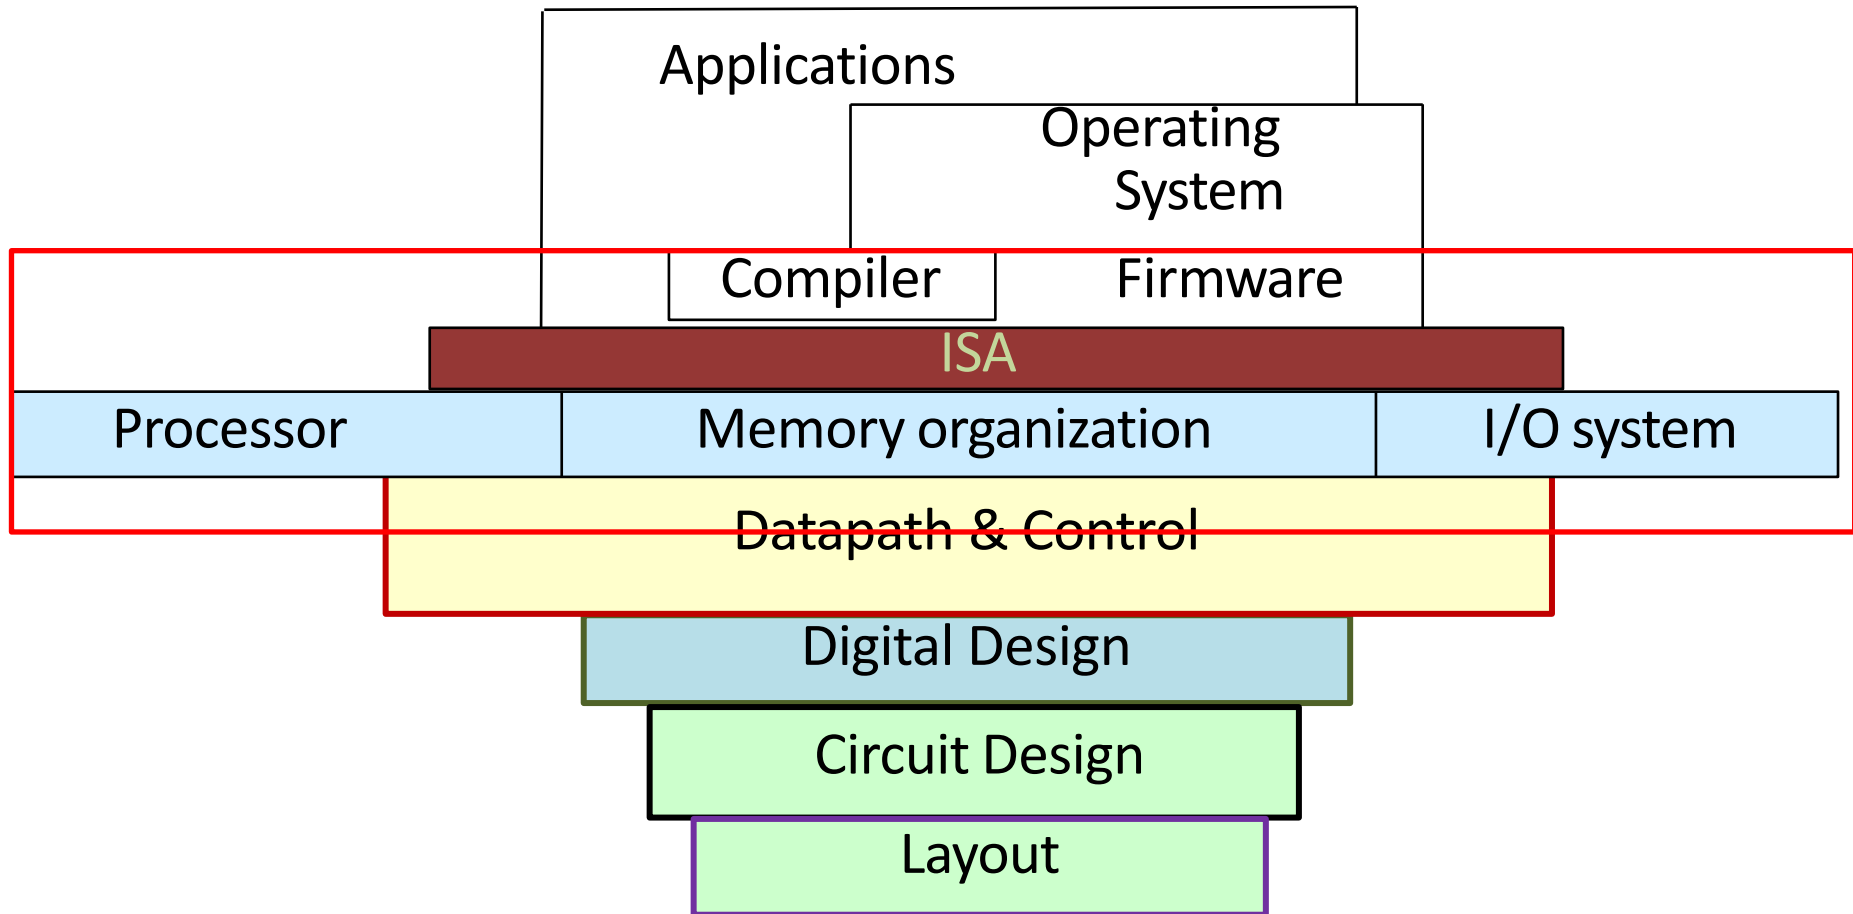 Applications
Operating
System
Compiler
Firmware
ISA
Processor
Memory organization
I/O system
Datapath & Control
Digital Design
Circuit Design
Layout